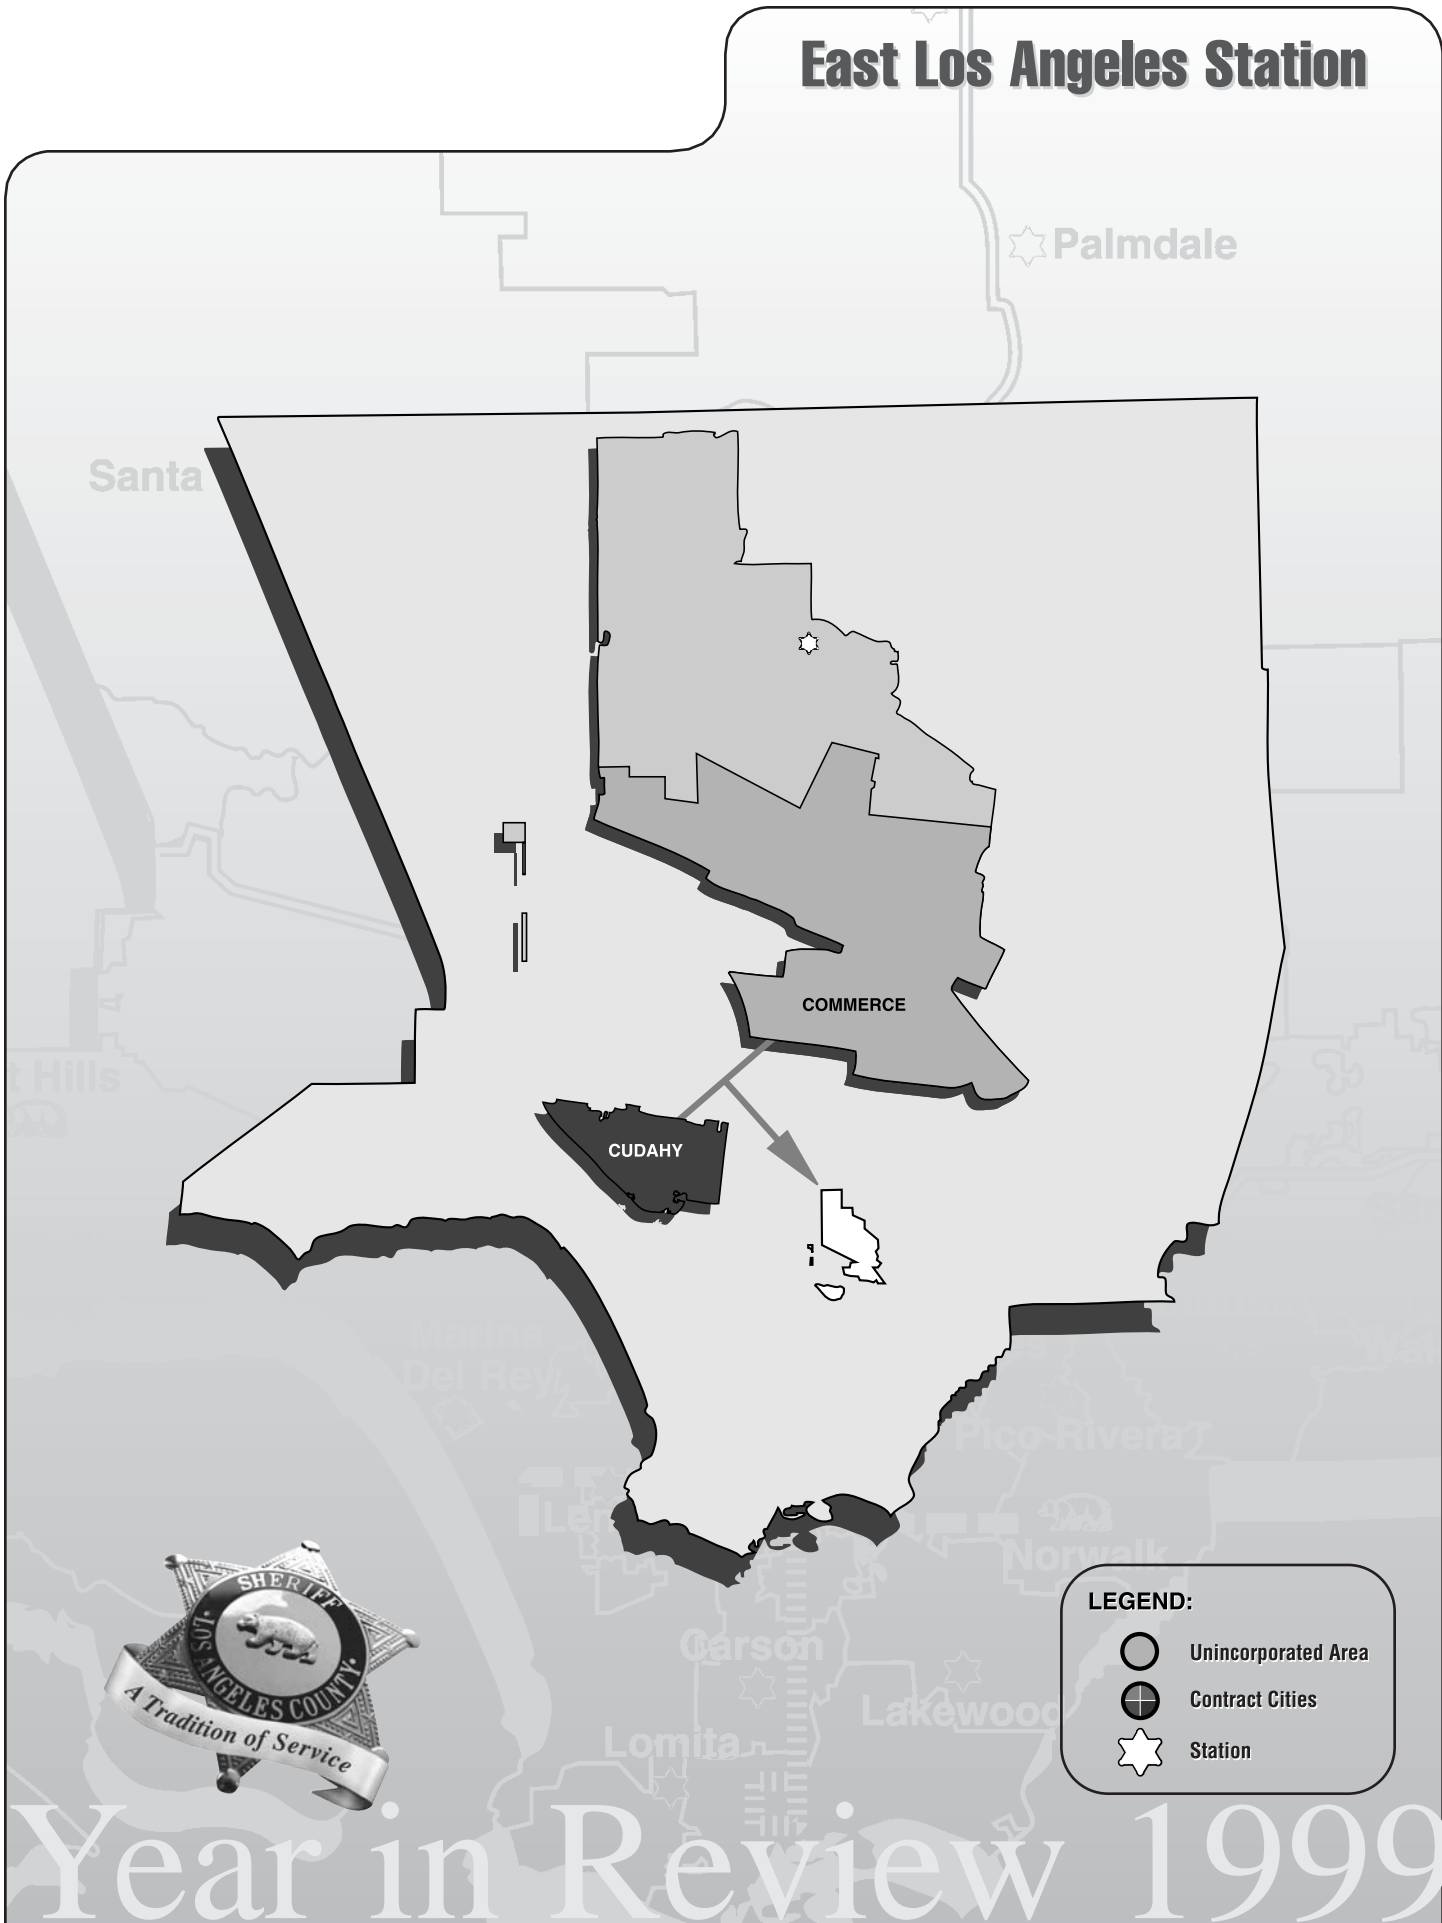 East Los Angeles Station
Palmdale
Santa
COMMERCE
t Hills
CUDAHY
Marina
Del Rey
Pico Rivera
Len
Norwalk
LEGEND:
Unincorporated Area
Contract Cities
Station
Carson
Lakewood
Lomita
SHERIFF
LOS ANGELES COUNTY
A Tradition of Service
Year in Review 1999